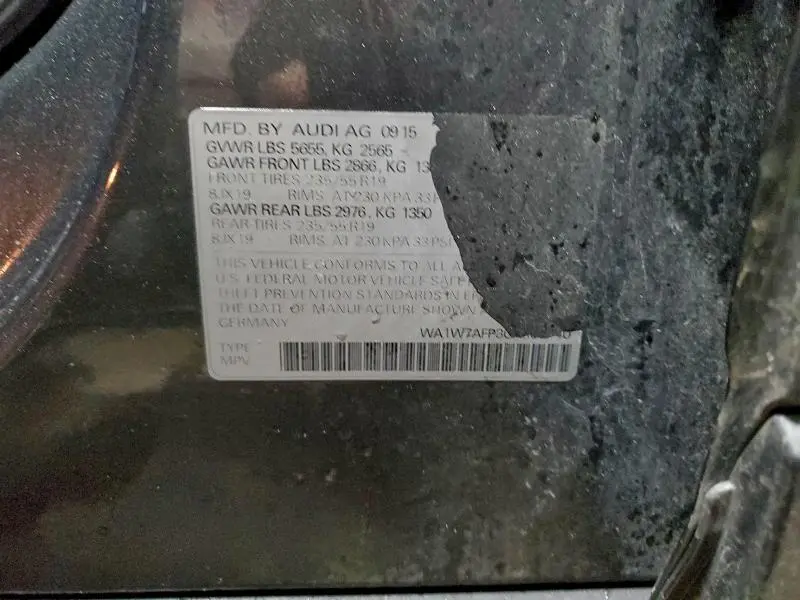 MFD. BY AUDI AG 09 15
GVWR LBS 5655, KG 2565
GAWR FRONT LBS 2866, KG
FRONT TIRES 235/55 R19
8JX19 RIMS, AT 230 KPA 33
GAWR REAR LBS 2976, KG 1350
REAR-TIRES 235/55R19
8JX19 RIMS, AT 230 KPA 33 PSI
THIS VEHICLE CONFORMS TO ALL
U.S. FEDERAL MOTOR VEHICLE
THEFT PREVENTION STANDARDS IN
THE DATE OF MANUFACTURE SHOWN
GERMANY
TYPE
MPV